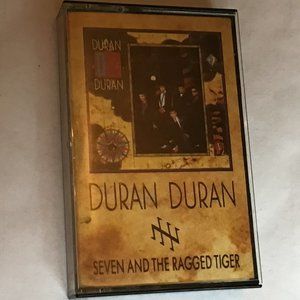 DURAN
DURAN
DURAN DURAN
SEVEN AND THE RAGGED TIGER